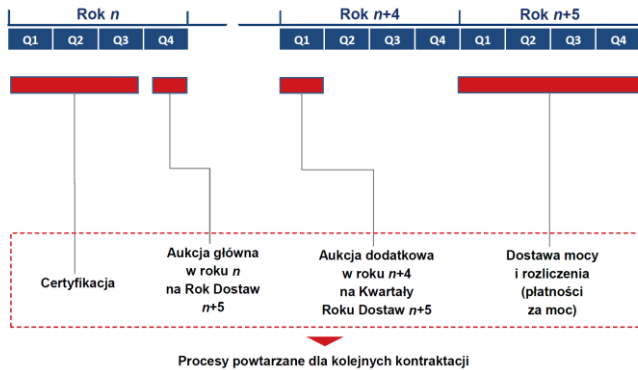 Rok n
Rok n+4
Rok n+5
Q1 Q2 Q3 Q4
Q1 Q2 Q3 Q4 Q1 Q2 Q3 Q4
Certyfikacja
Aukcja główna
w roku n
na Rok Dostaw
n+5
Aukcja dodatkowa
w roku n+4
na Kwartały
Roku Dostaw n+5
Dostawa mocy
i rozliczenia
(płatności
za moc)
Procesy powtarzane dla kolejnych kontraktacji